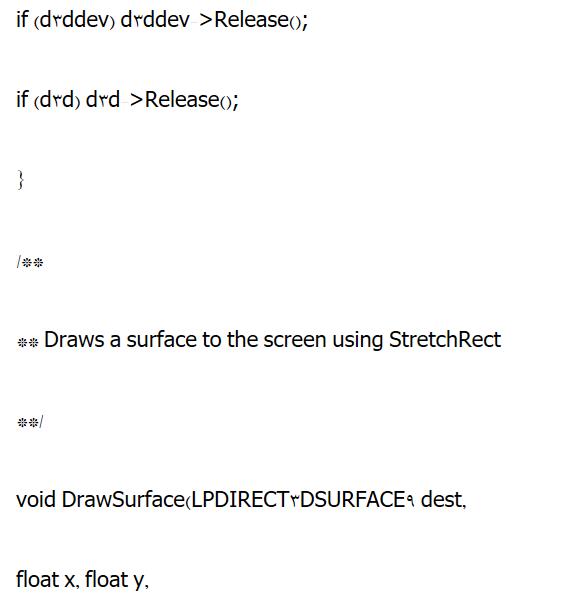 if (d۳ddev) d۳ddev >Release();
if (d۳d) d۳d >Release();
}
/**
** Draws a surface to the screen using StretchRect
**/
void DrawSurface(LPDIRECT۳DSURFACE۹ dest,
float x, float y,